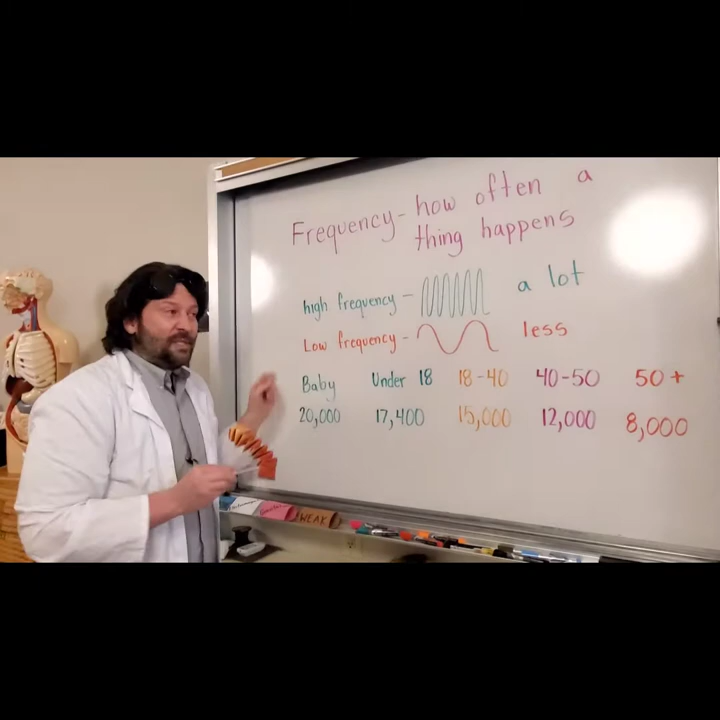 Frequency - how often a
thing happens
high frequency - a lot
Low frequency - less
Baby Under 18 18-40 40-50 50+
20,000 17,400 15,000 12,000 8,000
WEAK